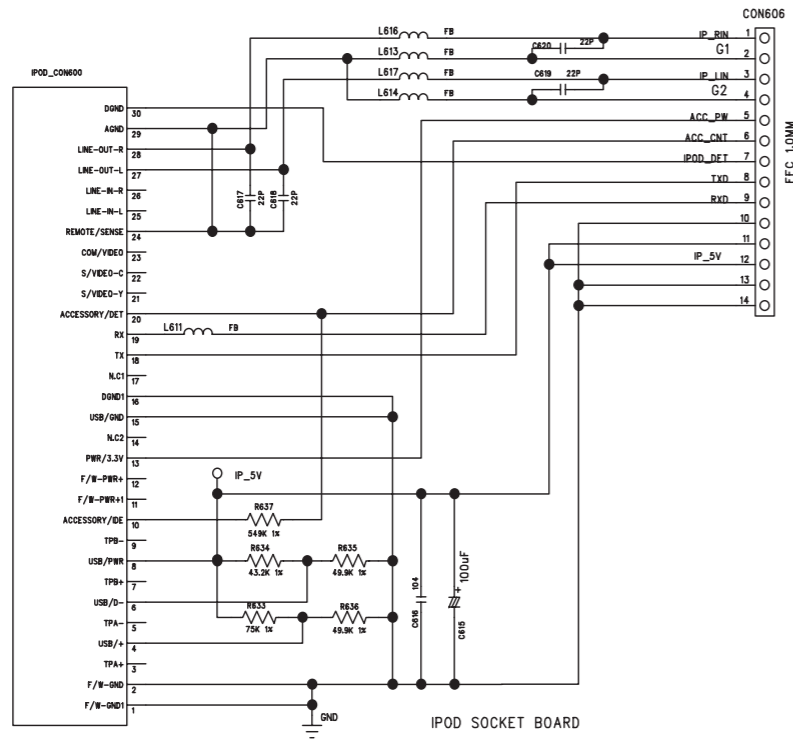 CON606
L616 FB C620 22P IP_RIN 1
L613 FB G1 2
L617 FB C619 22P IP_LIN 3
L614 FB G2 4
ACC_PW 5
ACC_CNT 6
IPOD_DET 7
TXD 8
RXD 9
10
11
IP_5V 12
13
14
FFC 1.0MM
IPOD_CON600
DGND 30
AGND 29
LINE-OUT-R 28
LINE-OUT-L 27
LINE-IN-R 26
LINE-IN-L 25
REMOTE/SENSE 24
COM/VIDEO 23
S/VIDEO-C 22
S/VIDEO-Y 21
ACCESSORY/DET 20
RX 19
TX 18
N.C1 17
DGND1 16
USB/GND 15
N.C2 14
PWR/3.3V 13
F/W-PWR+ 12
F/W-PWR+1 11
ACCESSORY/IDE 10
TPB- 9
USB/PWR 8
TPB+ 7
USB/D- 6
TPA- 5
USB/+ 4
TPA+ 3
F/W-GND 2
F/W-GND1 1
C617 22P
C618 22P
L611 FB
IP_5V
R637
549K 1%
R634
43.2K 1%
R635
49.9K 1%
R633
75K 1%
R636
49.9K 1%
C616 104
+ 100uF
C615
GND
IPOD SOCKET BOARD